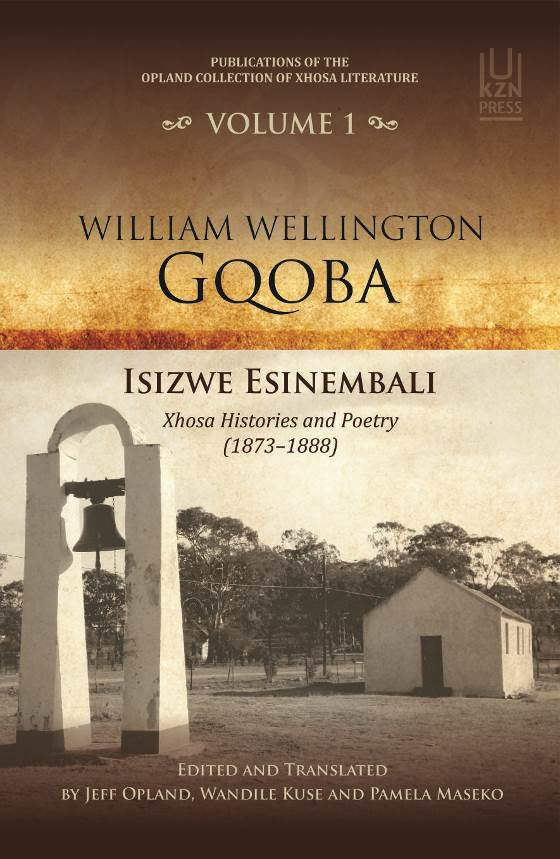 PUBLICATIONS OF THE
OPLAND COLLECTION OF XHOSA LITERATURE
VOLUME 1
U
KZN
PRESS
WILLIAM WELLINGTON
GQOBA
ISIZWE ESINEMBALI
Xhosa Histories and Poetry
(1873–1888)
EDITED AND TRANSLATED
BY JEFF OPLAND, WANDILE KUSE AND PAMELA MASEKO